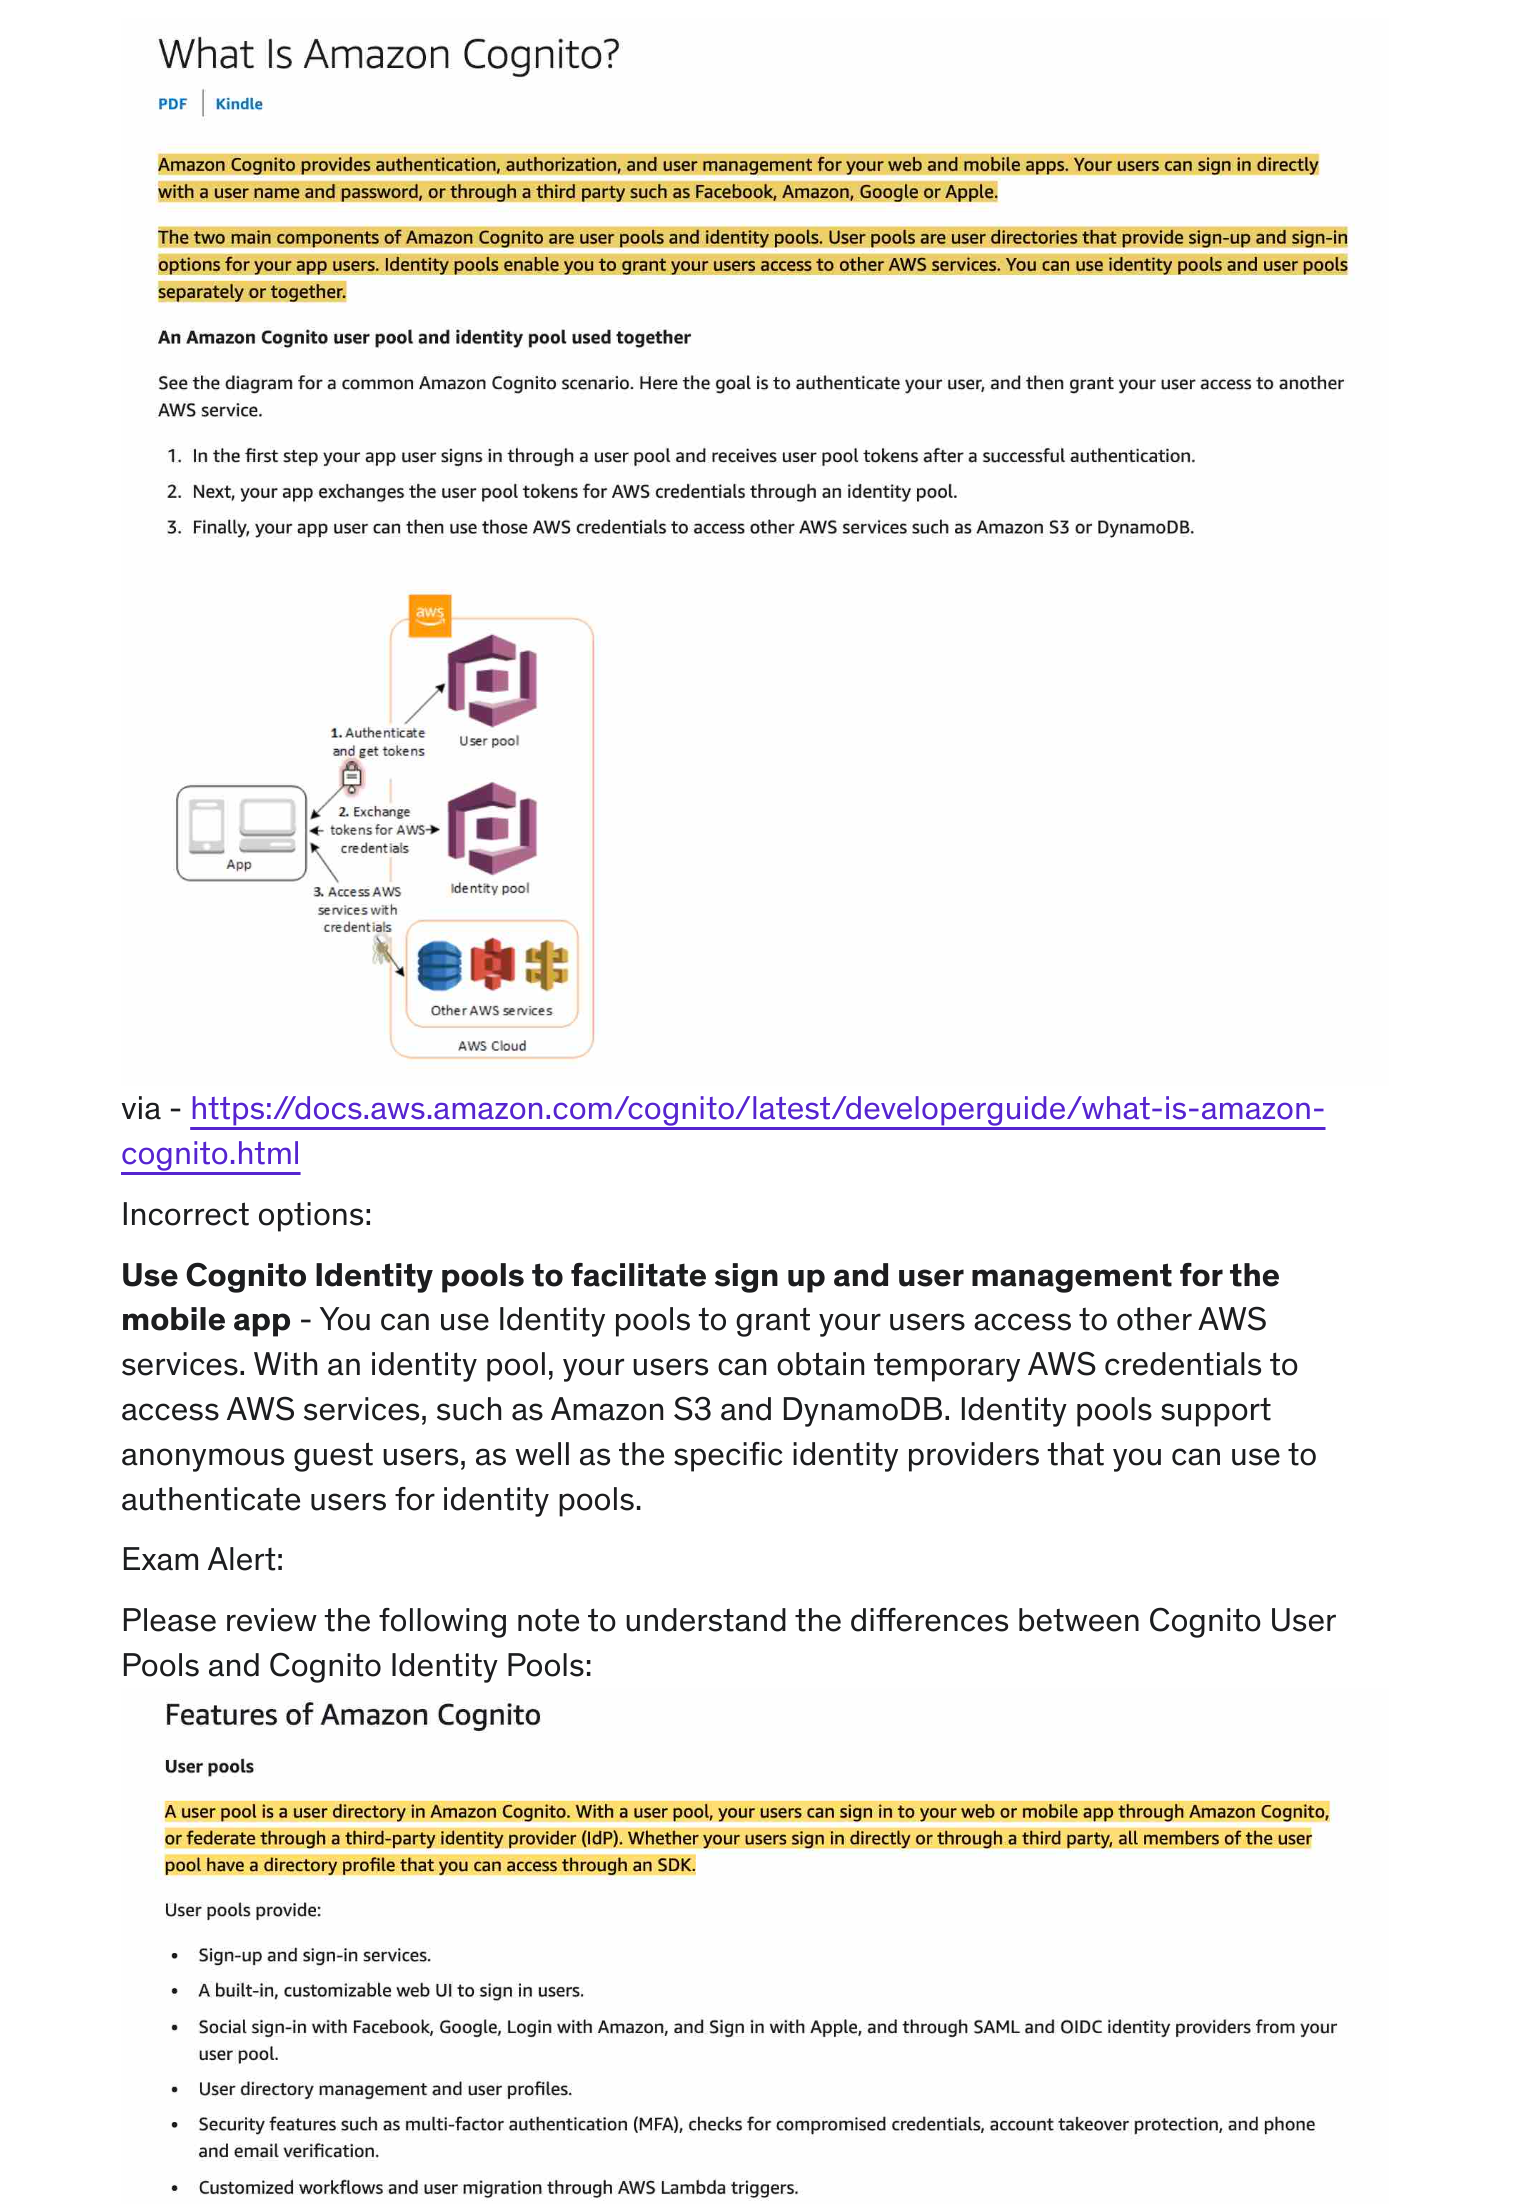 What Is Amazon Cognito?
PDF | Kindle
Amazon Cognito provides authentication, authorization, and user management for your web and mobile apps. Your users can sign in directly
with a user name and password, or through a third party such as Facebook, Amazon, Google or Apple.
The two main components of Amazon Cognito are user pools and identity pools. User pools are user directories that provide sign-up and sign-in
options for your app users. Identity pools enable you to grant your users access to other AWS services. You can use identity pools and user pools
separately or together.
An Amazon Cognito user pool and identity pool used together
See the diagram for a common Amazon Cognito scenario. Here the goal is to authenticate your user, and then grant your user access to another
AWS service.
1. In the first step your app user signs in through a user pool and receives user pool tokens after a successful authentication.
2. Next, your app exchanges the user pool tokens for AWS credentials through an identity pool.
3. Finally, your app user can then use those AWS credentials to access other AWS services such as Amazon S3 or DynamoDB.
aws
1. Authenticate
and get tokens
User pool
2. Exchange
tokens for AWS
credentials
App
Identity pool
3. Access AWS
services with
credentials
Other AWS services
AWS Cloud
via - https://docs.aws.amazon.com/cognito/latest/developerguide/what-is-amazon-
cognito.html
Incorrect options:
Use Cognito Identity pools to facilitate sign up and user management for the
mobile app - You can use Identity pools to grant your users access to other AWS
services. With an identity pool, your users can obtain temporary AWS credentials to
access AWS services, such as Amazon S3 and DynamoDB. Identity pools support
anonymous guest users, as well as the specific identity providers that you can use to
authenticate users for identity pools.
Exam Alert:
Please review the following note to understand the differences between Cognito User
Pools and Cognito Identity Pools:
Features of Amazon Cognito
User pools
A user pool is a user directory in Amazon Cognito. With a user pool, your users can sign in to your web or mobile app through Amazon Cognito,
or federate through a third-party identity provider (IdP). Whether your users sign in directly or through a third party, all members of the user
pool have a directory profile that you can access through an SDK.
User pools provide:
• Sign-up and sign-in services.
• A built-in, customizable web UI to sign in users.
• Social sign-in with Facebook, Google, Login with Amazon, and Sign in with Apple, and through SAML and OIDC identity providers from your
user pool.
• User directory management and user profiles.
• Security features such as multi-factor authentication (MFA), checks for compromised credentials, account takeover protection, and phone
and email verification.
• Customized workflows and user migration through AWS Lambda triggers.